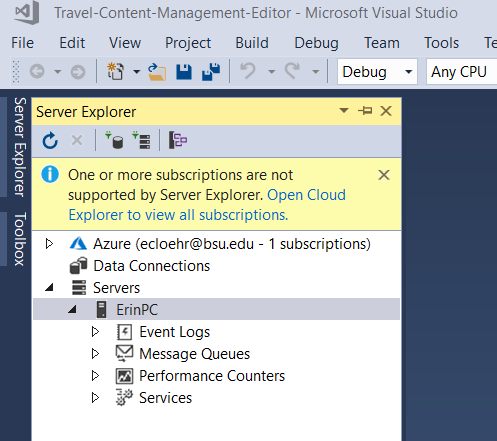 Travel-Content-Management-Editor - Microsoft Visual Studio
File Edit View Project Build Debug Team Tools
Debug Any CPU
Server Explorer
Toolbox
Server Explorer
One or more subscriptions are not
supported by Server Explorer. Open Cloud
Explorer to view all subscriptions.
Azure (ecloehr@bsu.edu - 1 subscriptions)
Data Connections
Servers
ErinPC
Event Logs
Message Queues
Performance Counters
Services